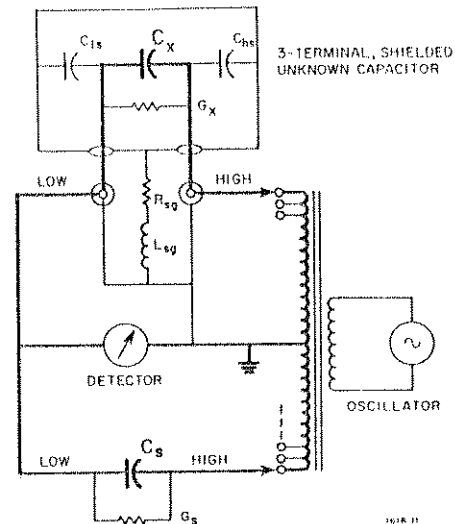 C1s
Cx
Chs
3-TERMINAL, SHIELDED
UNKNOWN CAPACITOR
Gx
LOW
HIGH
Rsg
Lsg
DETECTOR
OSCILLATOR
Cs
LOW
HIGH
Gs